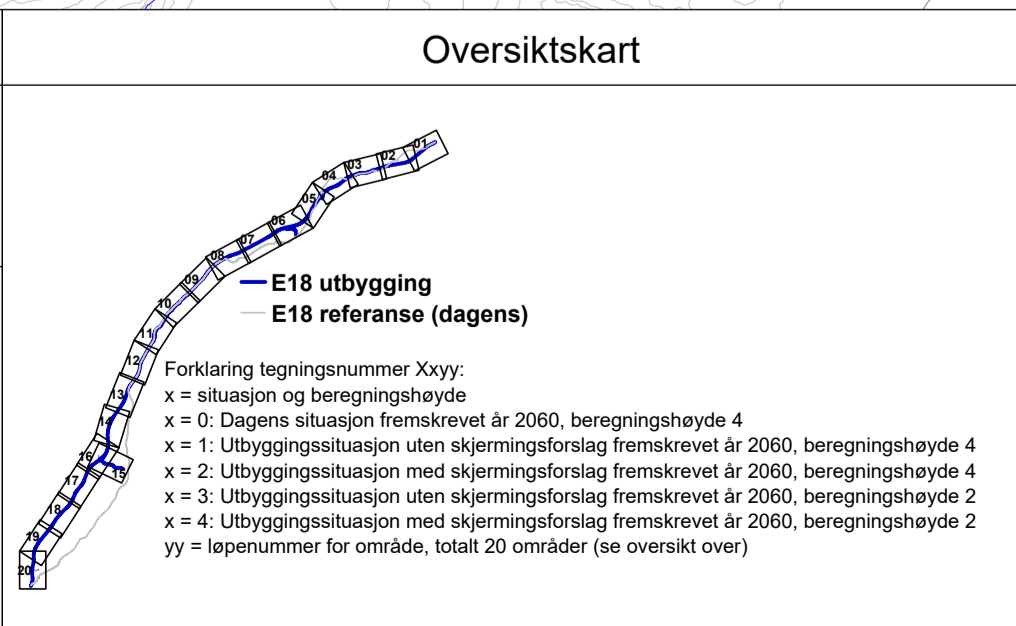 Oversiktskart
01
02
03
04
05
06
07
08
09
10
11
12
13
14
15
16
17
18
19
20
E18 utbygging
E18 referanse (dagens)
Forklaring tegningsnummer Xxyy:
x = situasjon og beregningshøyde
x = 0: Dagens situasjon fremskrevet år 2060, beregningshøyde 4
x = 1: Utbyggingssituasjon uten skjermingsforslag fremskrevet år 2060, beregningshøyde 4
x = 2: Utbyggingssituasjon med skjermingsforslag fremskrevet år 2060, beregningshøyde 4
x = 3: Utbyggingssituasjon uten skjermingsforslag fremskrevet år 2060, beregningshøyde 2
x = 4: Utbyggingssituasjon med skjermingsforslag fremskrevet år 2060, beregningshøyde 2
yy = løpenummer for område, totalt 20 områder (se oversikt over)